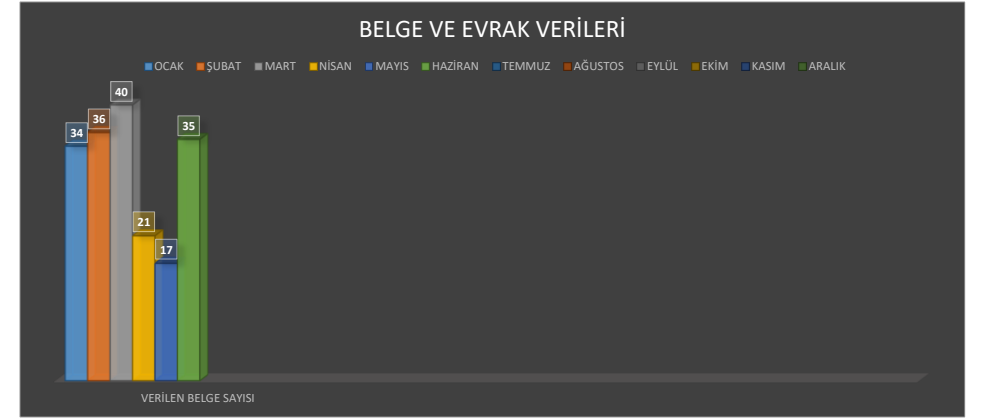 BELGE VE EVRAK VERİLERİ
OCAK ŞUBAT MART NİSAN MAYIS HAZİRAN TEMMUZ AĞUSTOS EYLÜL EKİM KASIM ARALIK
40
36
34
35
21
17
VERİLEN BELGE SAYISI